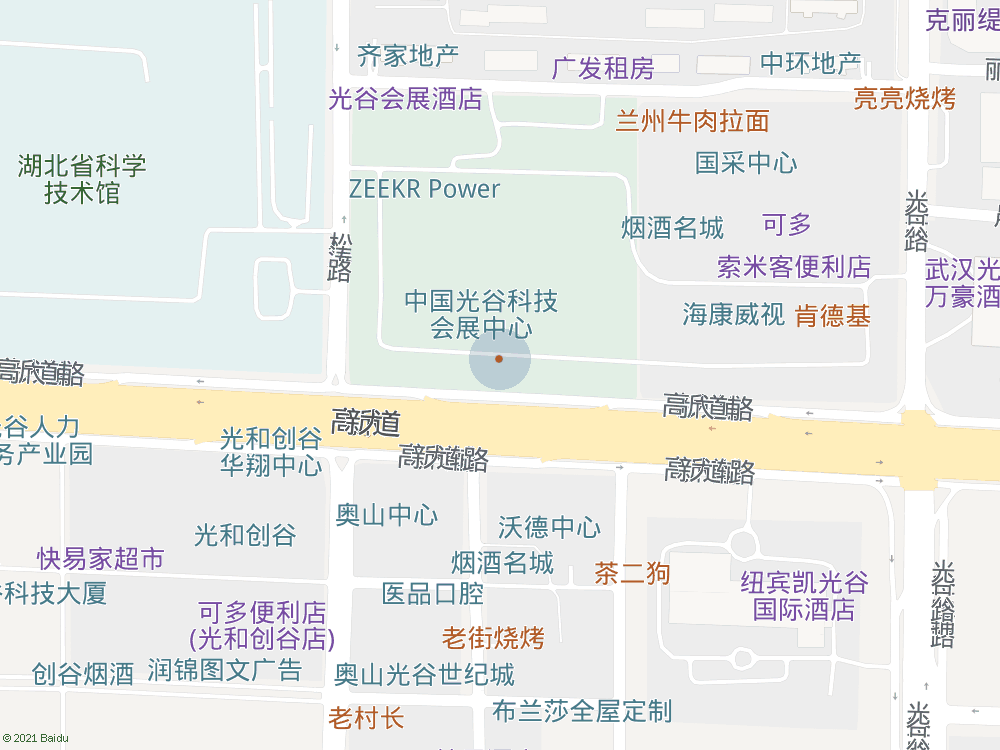 克丽缇
齐家地产
广发租房
中环地产
光谷会展酒店
亮亮烧烤
兰州牛肉拉面
湖北省科学
技术馆
国采中心
ZEEKR Power
烟酒名城
可多
松涛路
索米客便利店
武汉光
万豪酒
中国光谷科技
会展中心
海康威视
肯德基
谷人力
务产业园
光和创谷
华翔中心
奥山中心
沃德中心
光和创谷
快易家超市
烟酒名城
茶二狗
科技大厦
医品口腔
纽宾凯光谷
国际酒店
可多便利店
(光和创谷店)
老街烧烤
创谷烟酒
润锦图文广告
奥山光谷世纪城
老村长
布兰莎全屋定制
© 2021 Baidu